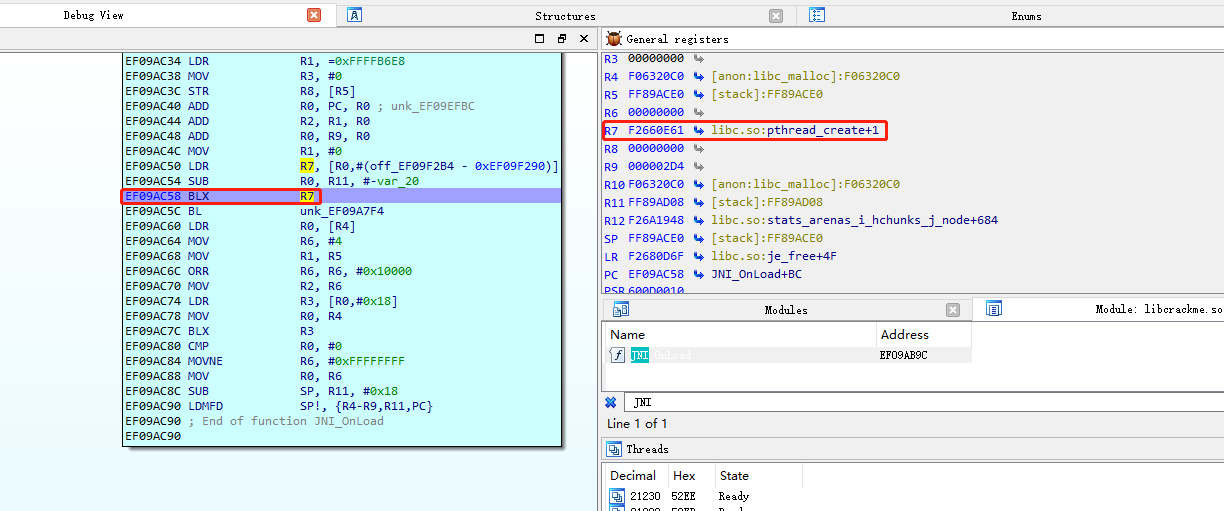 Debug View
Structures
Enums
EF09AC34 LDR R1, =0xFFFFB6E8
EF09AC38 MOV R3, #0
EF09AC3C STR R8, [R5]
EF09AC40 ADD R0, PC, R0 ; unk_EF09EFBC
EF09AC44 ADD R2, R1, R0
EF09AC48 ADD R0, R9, R0
EF09AC4C MOV R1, #0
EF09AC50 LDR R7, [R0,#(off_EF09F2B4 - 0xEF09F290)]
EF09AC54 SUB R0, R11, #-var_20
EF09AC58 BLX R7
EF09AC5C BL unk_EF09A7F4
EF09AC60 LDR R0, [R4]
EF09AC64 MOV R6, #4
EF09AC68 MOV R1, R5
EF09AC6C ORR R6, R6, #0x10000
EF09AC70 MOV R2, R6
EF09AC74 LDR R3, [R0,#0x18]
EF09AC78 MOV R0, R4
EF09AC7C BLX R3
EF09AC80 CMP R0, #0
EF09AC84 MOVNE R6, #0xFFFFFFFF
EF09AC88 MOV R0, R6
EF09AC8C SUB SP, R11, #0x18
EF09AC90 LDMFD SP!, {R4-R9,R11,PC}
EF09AC90 ; End of function JNI_OnLoad
EF09AC90
General registers
R3 00000000
R4 F06320C0 [anon:libc_malloc]:F06320C0
R5 FF89ACE0 [stack]:FF89ACE0
R6 00000000
R7 F2660E61 libc.so:pthread_create+1
R8 00000000
R9 000002D4
R10 F06320C0 [anon:libc_malloc]:F06320C0
R11 FF89AD08 [stack]:FF89AD08
R12 F26A1948 libc.so:stats_arenas_i_hchunks_j_node+684
SP FF89ACE0 [stack]:FF89ACE0
LR F2680D6F libc.so:je_free+4F
PC EF09AC58 JNI_OnLoad+BC
PSR 600D0010
Modules
Module: libcrackme.so
Name Address
f JNI_OnLoad EF09AB9C
JNI
Line 1 of 1
Threads
Decimal Hex State
21230 52EE Ready